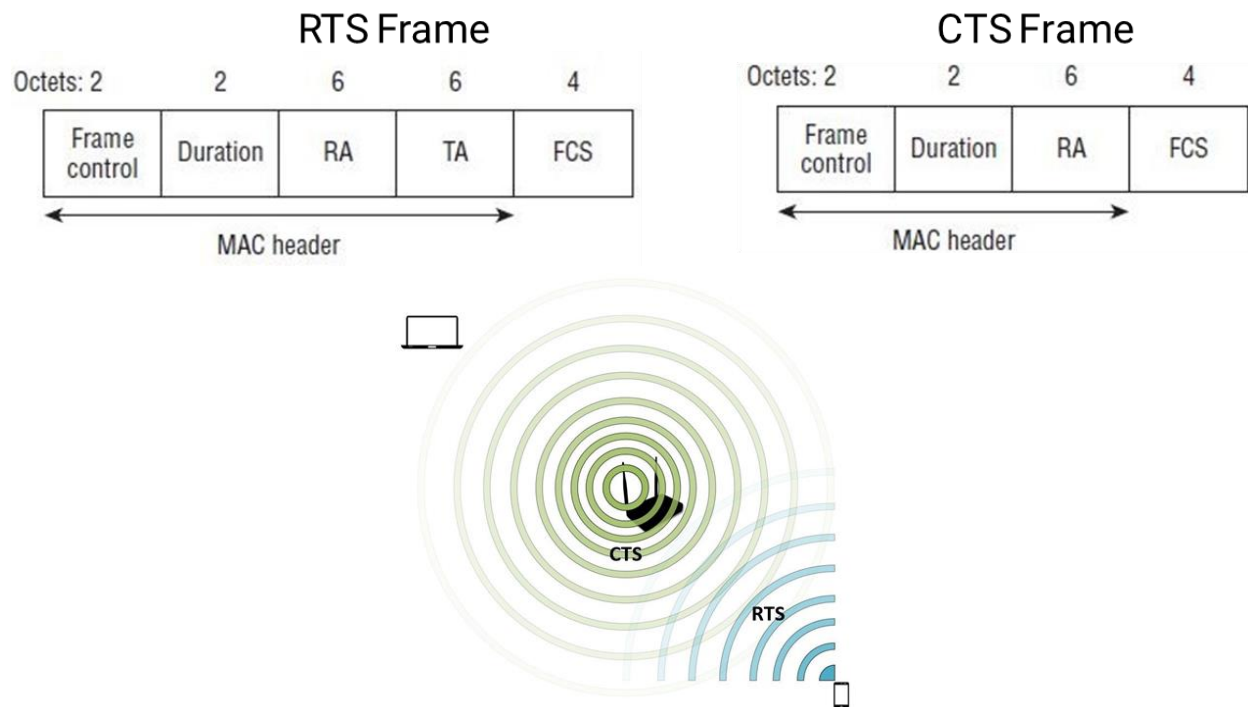 RTS Frame
Octets: 2 2 6 6 4
Frame control Duration RA TA FCS
MAC header
CTS Frame
Octets: 2 2 6 4
Frame control Duration RA FCS
MAC header
CTS
RTS